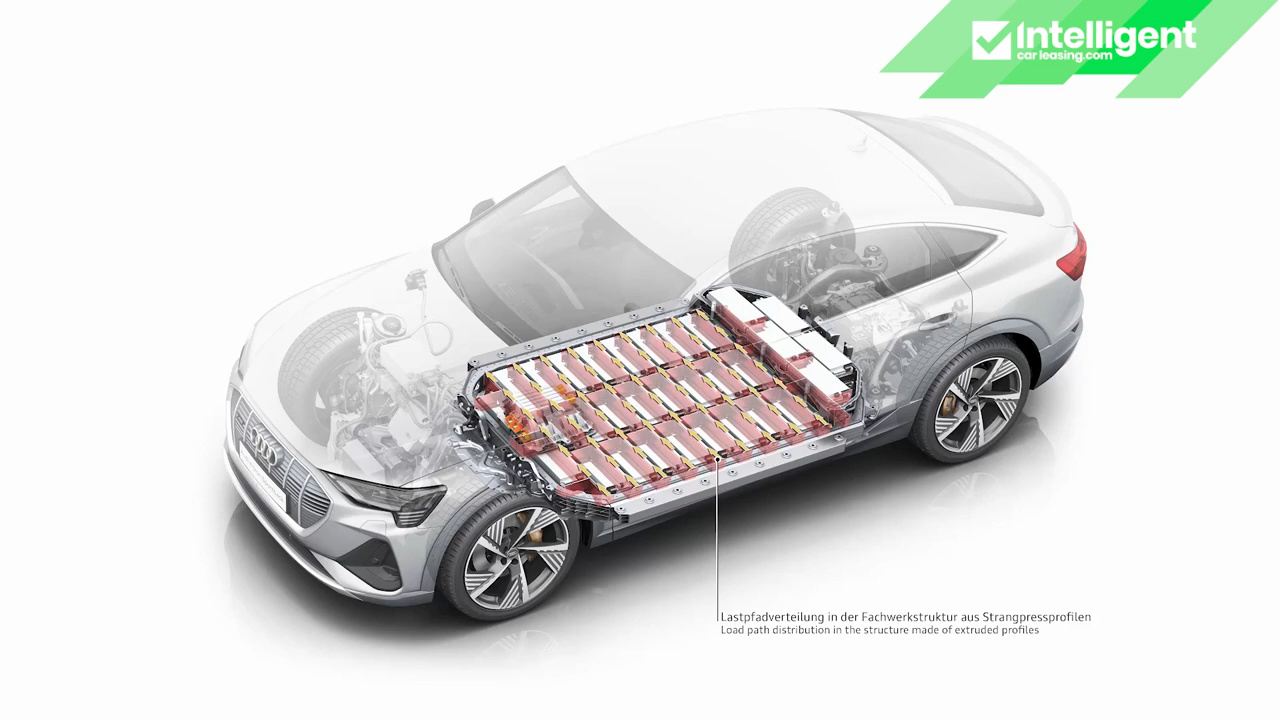 Intelligent
car leasing.com
Lastpfadverteilung in der Fachwerkstruktur aus Strangpressprofilen
Load path distribution in the structure made of extruded profiles